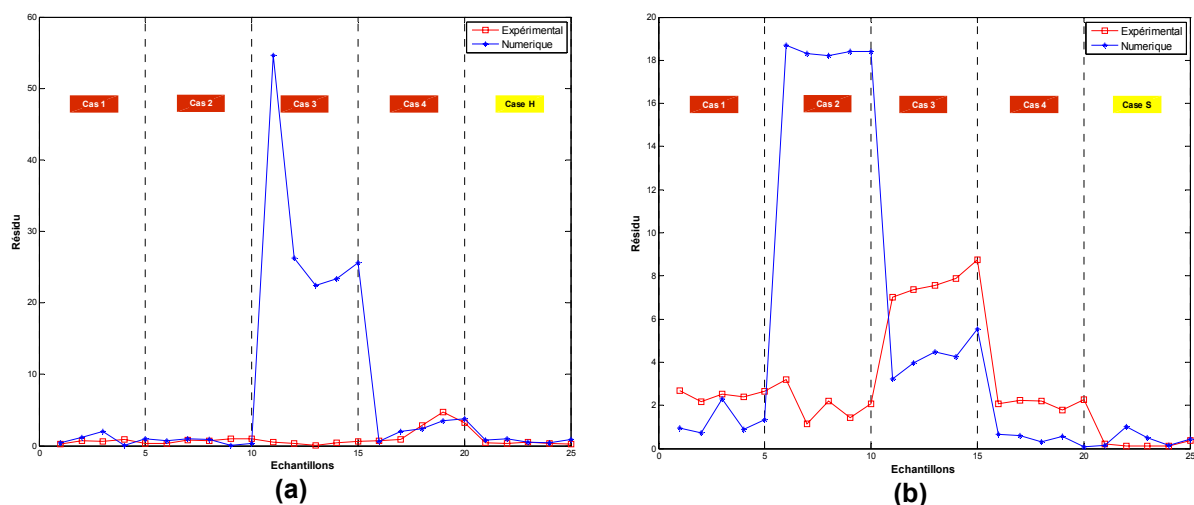 60
50
40
30
20
10
0
Résidu
Expérimental
Numerique
Cas 1
Cas 2
Cas 3
Cas 4
Case H
0
5
10
15
20
25
Echantillons
(a)
20
18
16
14
12
10
8
6
4
2
0
Résidu
Expérimental
Numerique
Cas 1
Cas 2
Cas 3
Cas 4
Case S
0
5
10
15
20
25
Echantillons
(b)